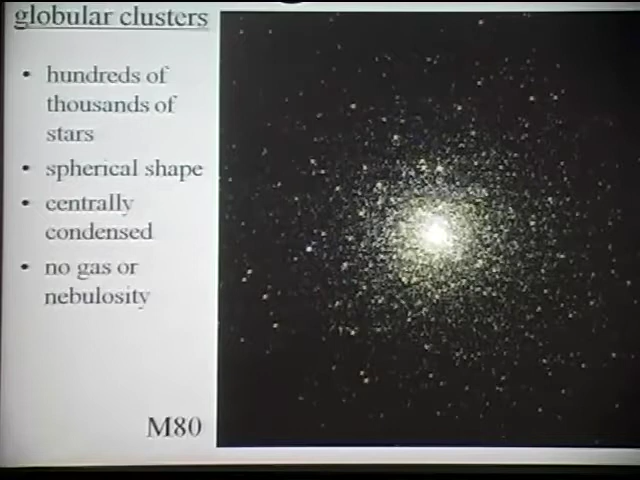 globular clusters
• hundreds of
thousands of
stars
• spherical shape
• centrally
condensed
• no gas or
nebulosity
M80